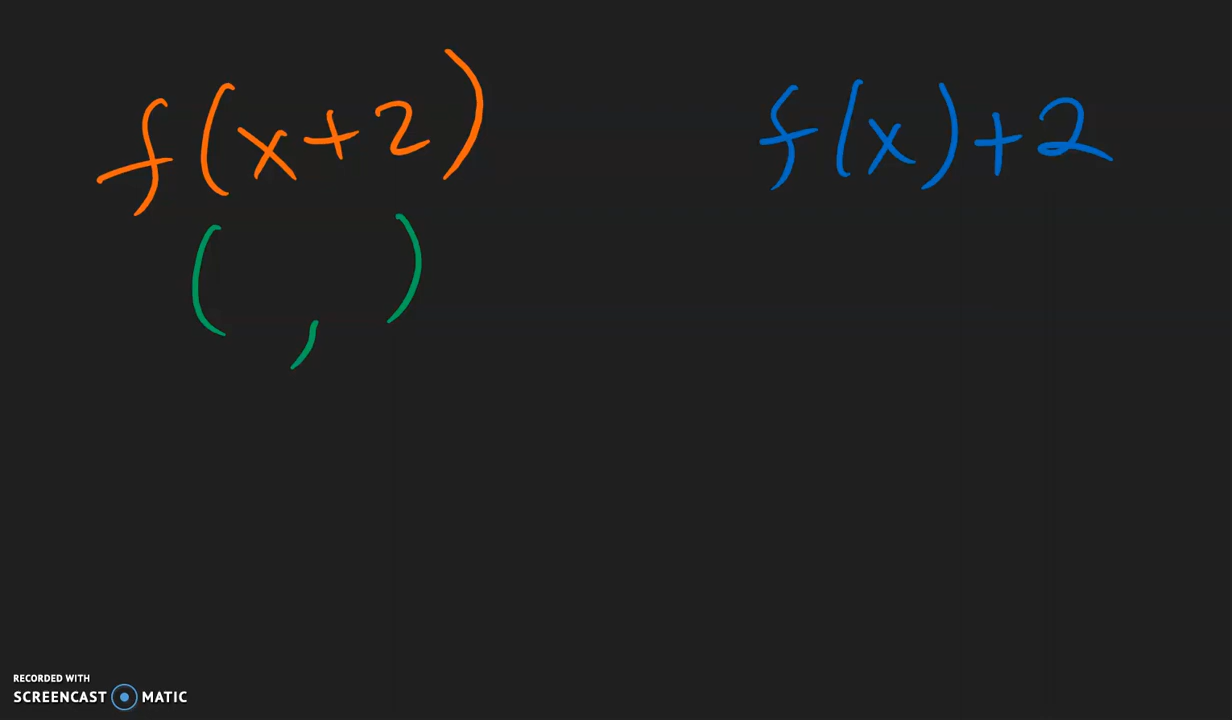 f(x+2) f(x)+2
( , )
RECORDED WITH
SCREENCAST MATIC